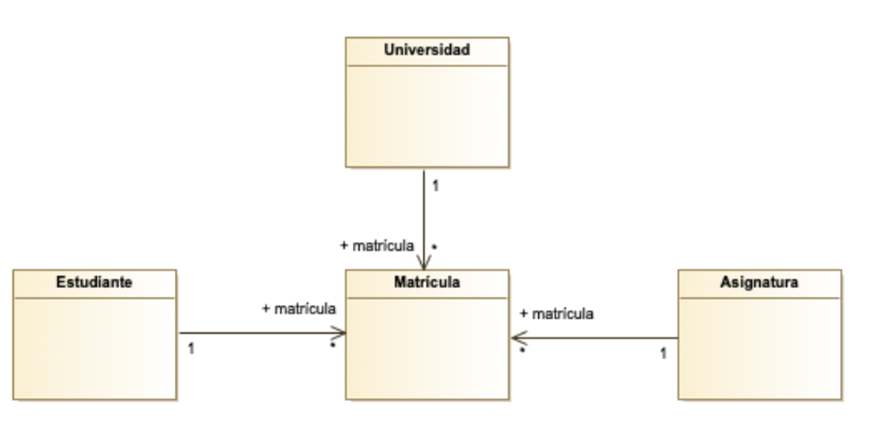 Universidad
1
+ matrícula *
Estudiante
Matrícula
Asignatura
+ matrícula
+ matrícula
1
*
*
1